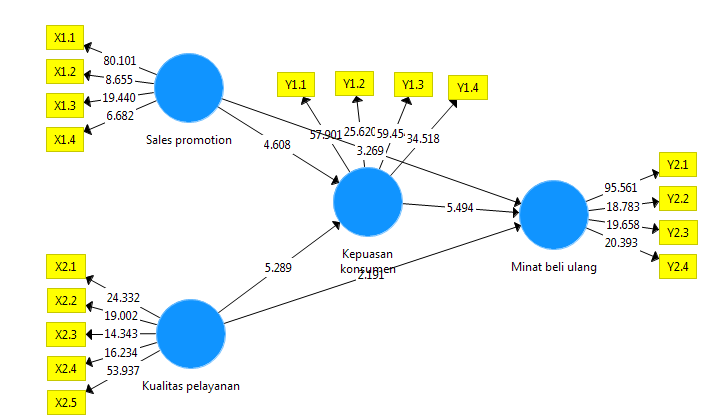 X1.1
X1.2
X1.3
X1.4
80.101
8.655
19.440
6.682
Sales promotion
Y1.1
Y1.2
Y1.3
Y1.4
57.901
25.620
59.45
34.518
4.608
3.269
Kepuasan
konsumen
5.494
5.289
2.191
Minat beli ulang
95.561
18.783
19.658
20.393
Y2.1
Y2.2
Y2.3
Y2.4
X2.1
X2.2
X2.3
X2.4
X2.5
24.332
19.002
14.343
16.234
53.937
Kualitas pelayanan